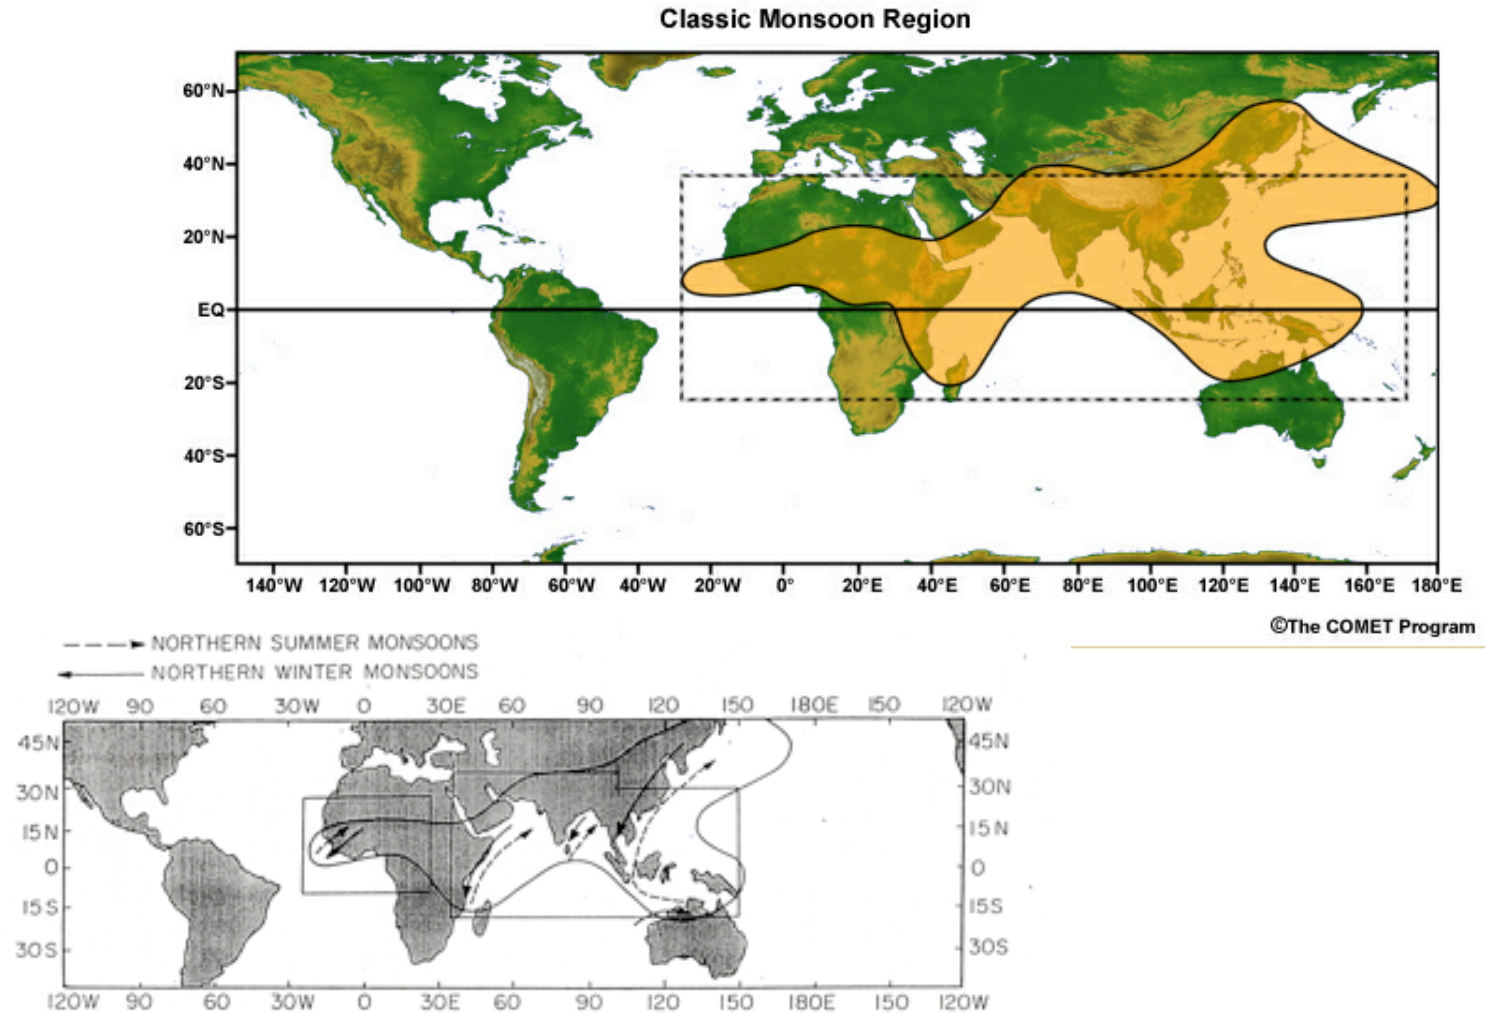 Classic Monsoon Region
60°N
40°N
20°N
EQ
20°S
40°S
60°S
140°W 120°W 100°W 80°W 60°W 40°W 20°W 0° 20°E 40°E 60°E 80°E 100°E 120°E 140°E 160°E 180°E
©The COMET Program
NORTHERN SUMMER MONSOONS
NORTHERN WINTER MONSOONS
120W 90 60 30W 0 30E 60 90 120 150 180E 150 120W
45N 45N
30N 30N
15N 15N
0 0
15S 15S
30S 30S
120W 90 60 30W 0 30E 60 90 120 150 180E 150 120W